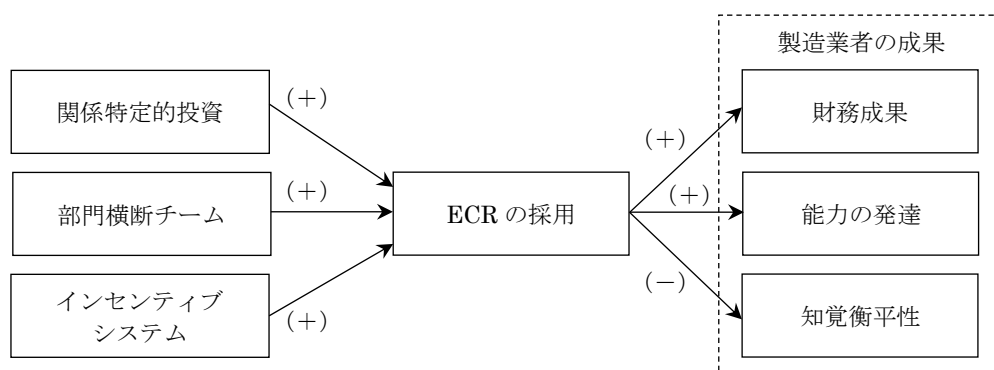 製造業者の成果
関係特定的投資
(+)
(+)
財務成果
部門横断チーム
(+)
ECR の採用
(+)
能力の発達
インセンティブ
システム
(+)
(−)
知覚衡平性